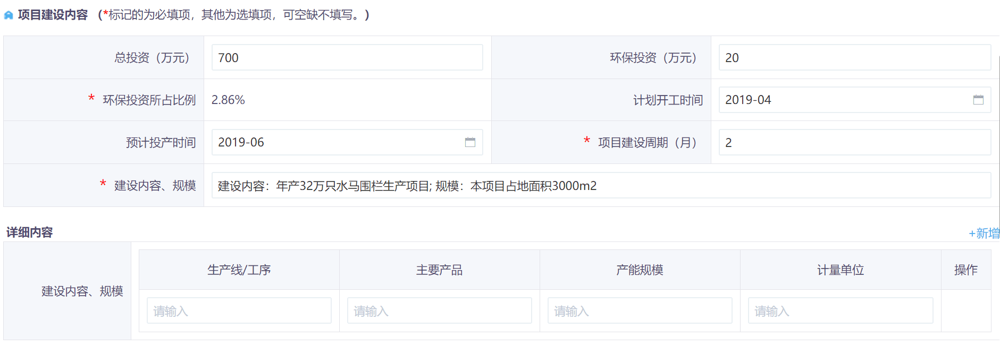 项目建设内容 （*标记的为必填项，其他为选填项，可空缺不填写。）
总投资（万元） 700 环保投资（万元） 20
* 环保投资所占比例 2.86% 计划开工时间 2019-04
预计投产时间 2019-06 * 项目建设周期（月） 2
* 建设内容、规模 建设内容：年产32万只水马围栏生产项目; 规模：本项目占地面积3000m2
详细内容 +新增
生产线/工序 主要产品 产能规模 计量单位 操作
建设内容、规模
请输入 请输入 请输入 请输入